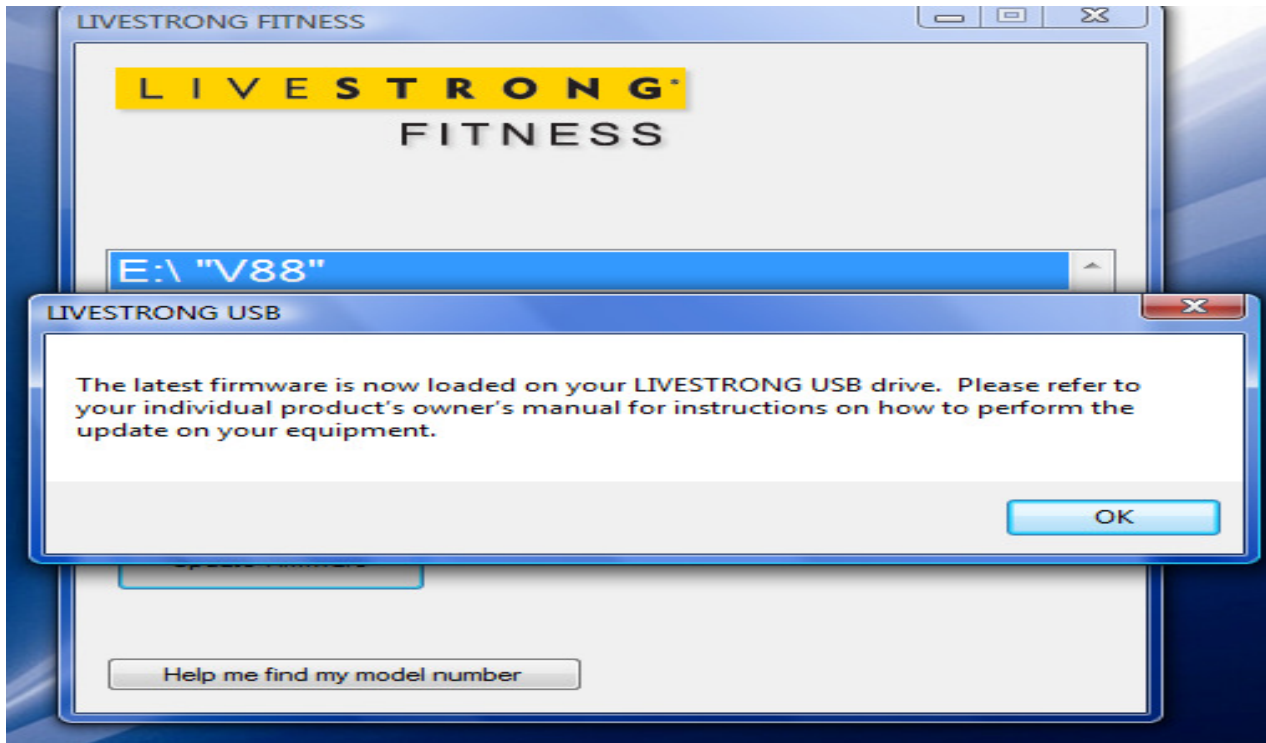 LIVESTRONG FITNESS
LIVESTRONG
FITNESS
E:\ "V88"
LIVESTRONG USB
The latest firmware is now loaded on your LIVESTRONG USB drive.  Please refer to
your individual product's owner's manual for instructions on how to perform the
update on your equipment.
OK
Help me find my model number